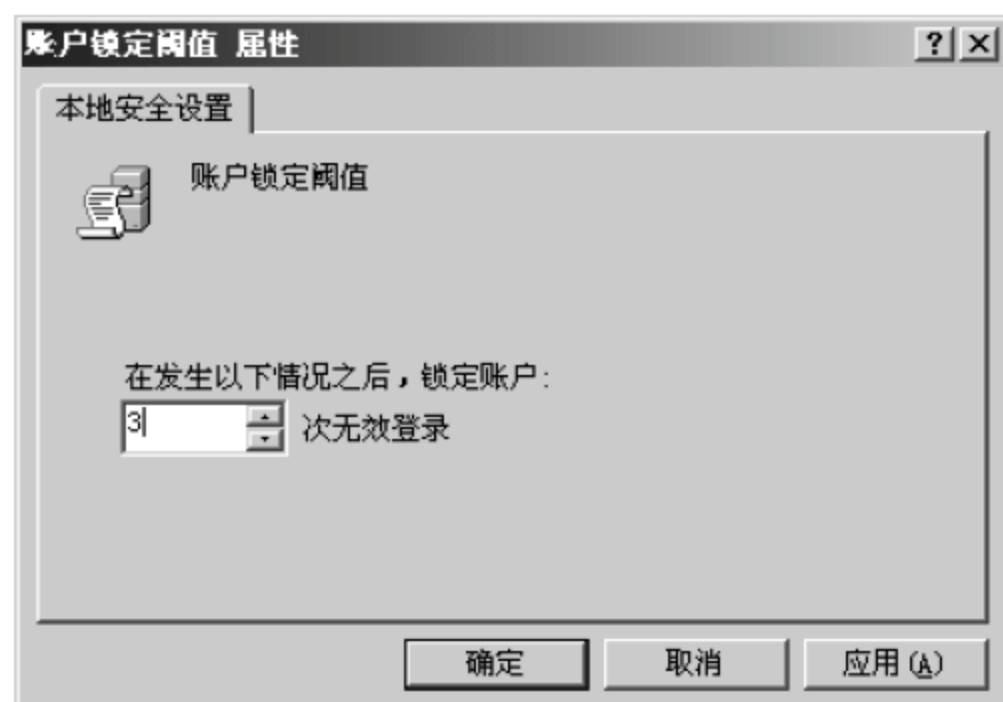 账户锁定阈值 属性
本地安全设置
账户锁定阈值
在发生以下情况之后，锁定账户：
3 次无效登录
确定 取消 应用(A)